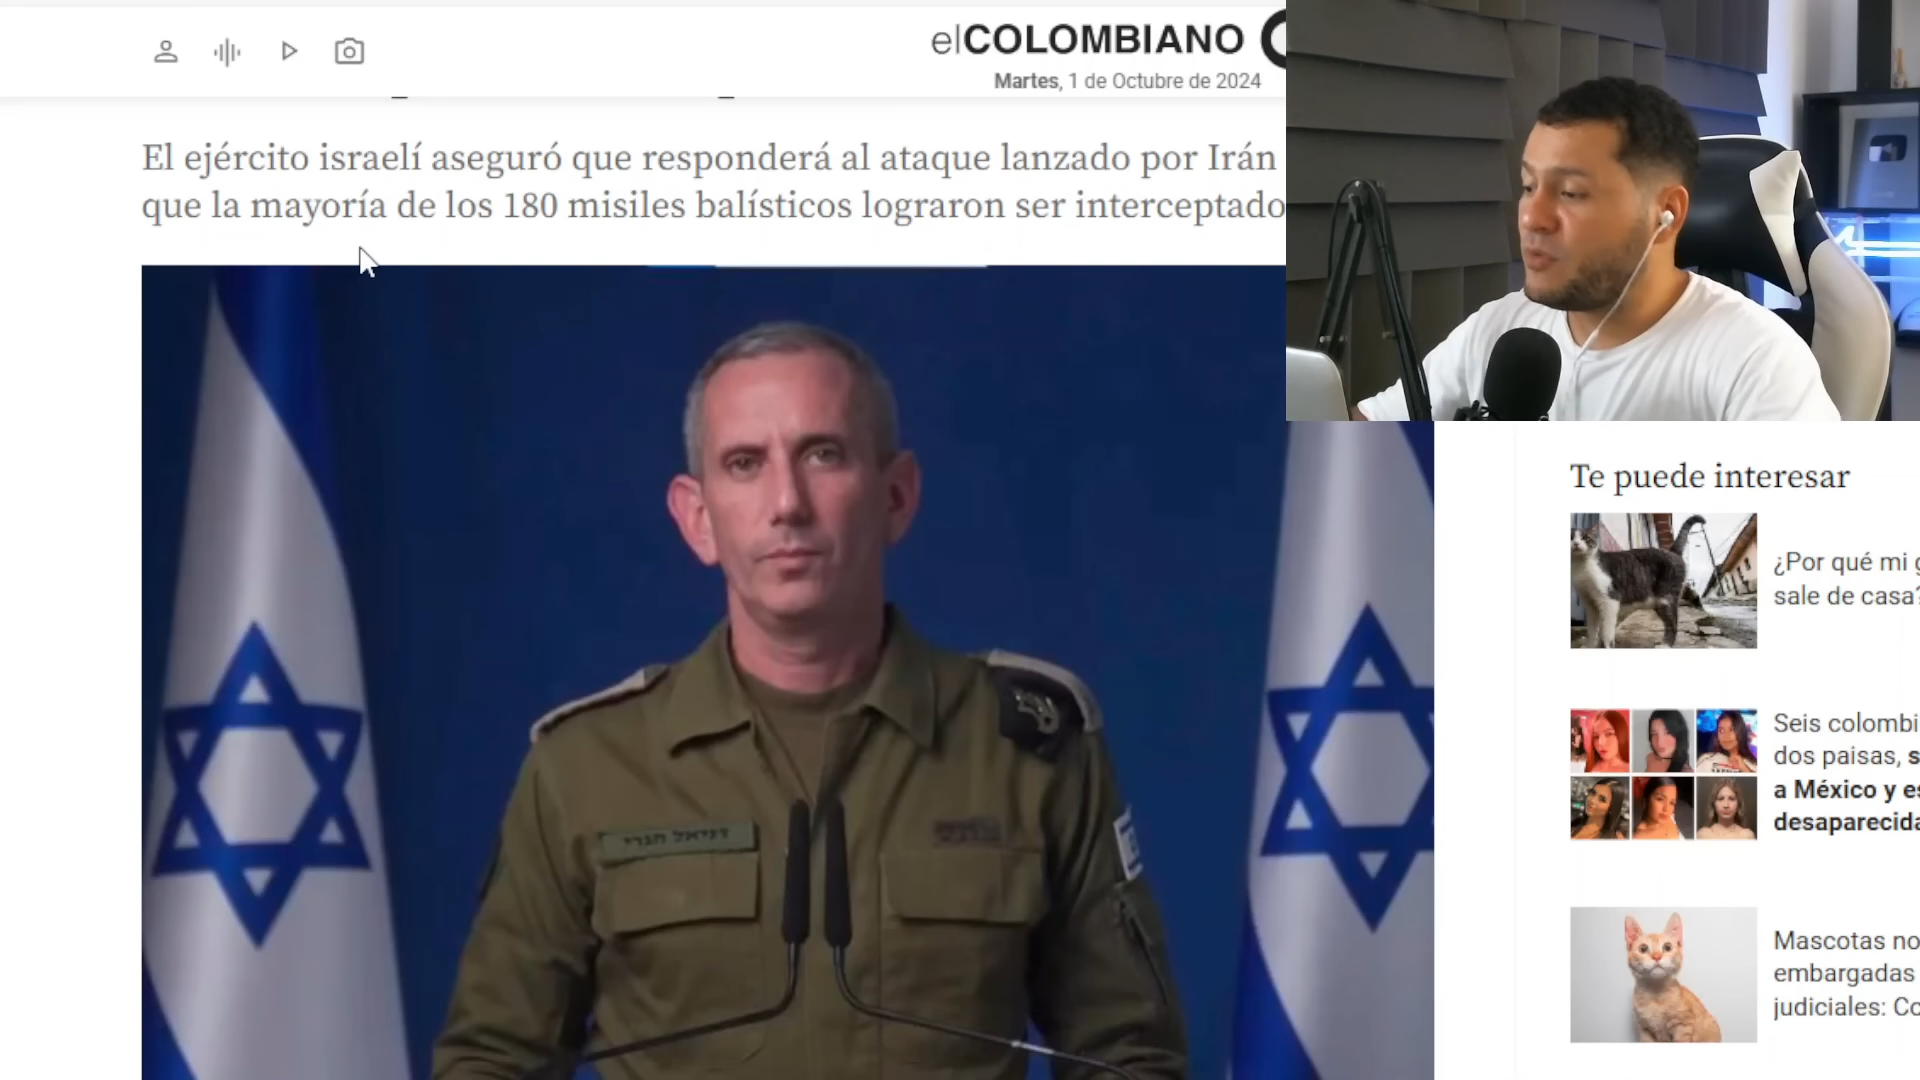 elCOLOMBIANO
Martes, 1 de Octubre de 2024
El ejército israelí aseguró que responderá al ataque lanzado por Irán
que la mayoría de los 180 misiles balísticos lograron ser interceptado
דניאל הגרי
Te puede interesar
¿Por qué mi g
sale de casa?
Seis colombi
dos paisas, s
a México y es
desaparecida
Mascotas no
embargadas
judiciales: Co